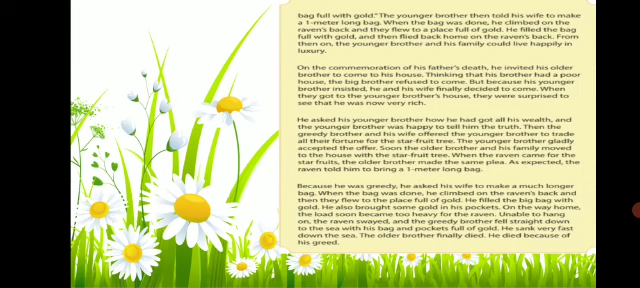 bag full with gold." The younger brother then told his wife to make
a 1-meter long bag. When the bag was done, he climbed on the
raven's back and they flew to a place full of gold. He filled the bag
full with gold, and then flied back home on the raven's back. From
then on, the younger brother and his family could live happily in
luxury.
On the commemoration of his father's death, he invited his older
brother to come to his house. Thinking that his brother had a poor
house, the big brother refused to come. But because his younger
brother insisted, he and his wife finally decided to come. When
they got to the younger brother's house, they were surprised to
see that he was now very rich.
He asked his younger brother how he had got all his wealth, and
the younger brother was happy to tell him the truth. Then the
greedy brother and his wife offered the younger brother to trade
all their fortune for the star-fruit tree. The younger brother gladly
accepted the offer. Soon the older brother and his family moved
to the house with the star-fruit tree. When the raven came for the
star fruits, the older brother made the same plea. As expected, the
raven told him to bring a 1-meter long bag.
Because he was greedy, he asked his wife to make a much longer
bag. When the bag was done, he climbed on the raven's back and
then they flew to the place full of gold. He filled the big bag with
gold. He also brought some gold in his pockets. On the way home,
the load soon became too heavy for the raven. Unable to hang
on, the raven swayed, and the greedy brother fell straight down
to the sea with his bag and pockets full of gold. He sank very fast
down the sea. The older brother finally died. He died because of
his greed.